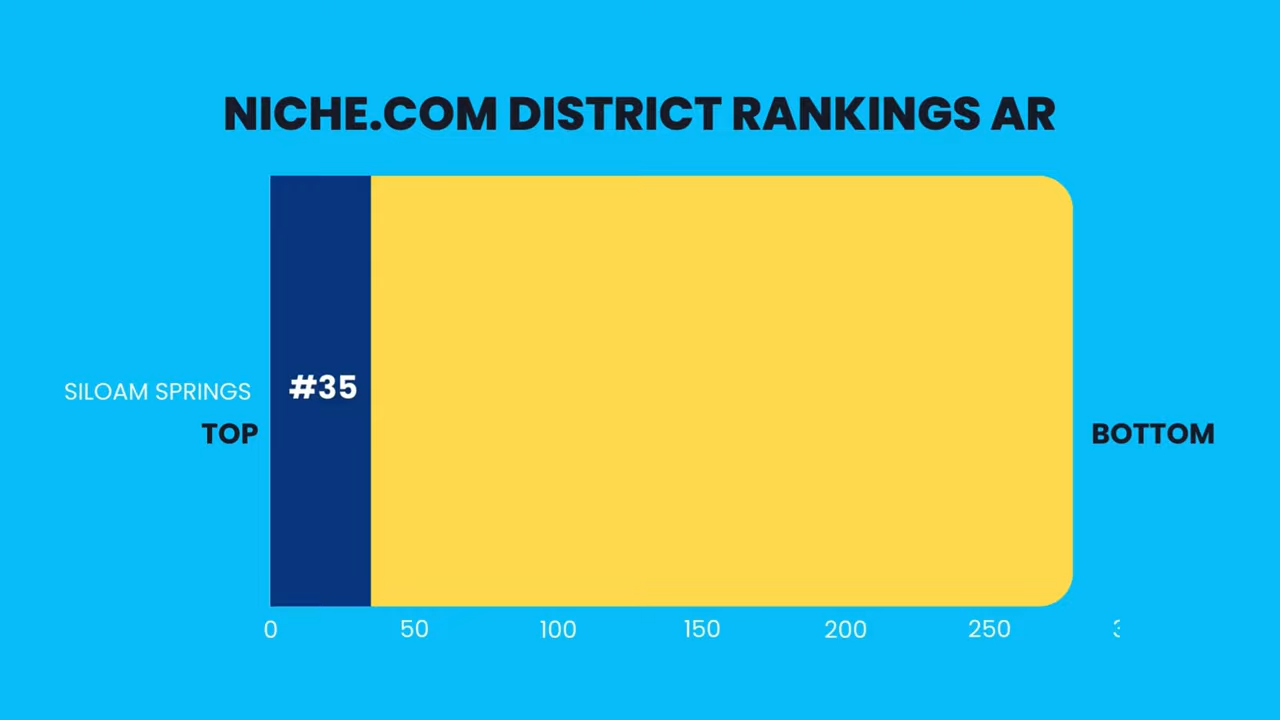 NICHE.COM DISTRICT RANKINGS AR
SILOAM SPRINGS
#35
TOP
BOTTOM
0 50 100 150 200 250